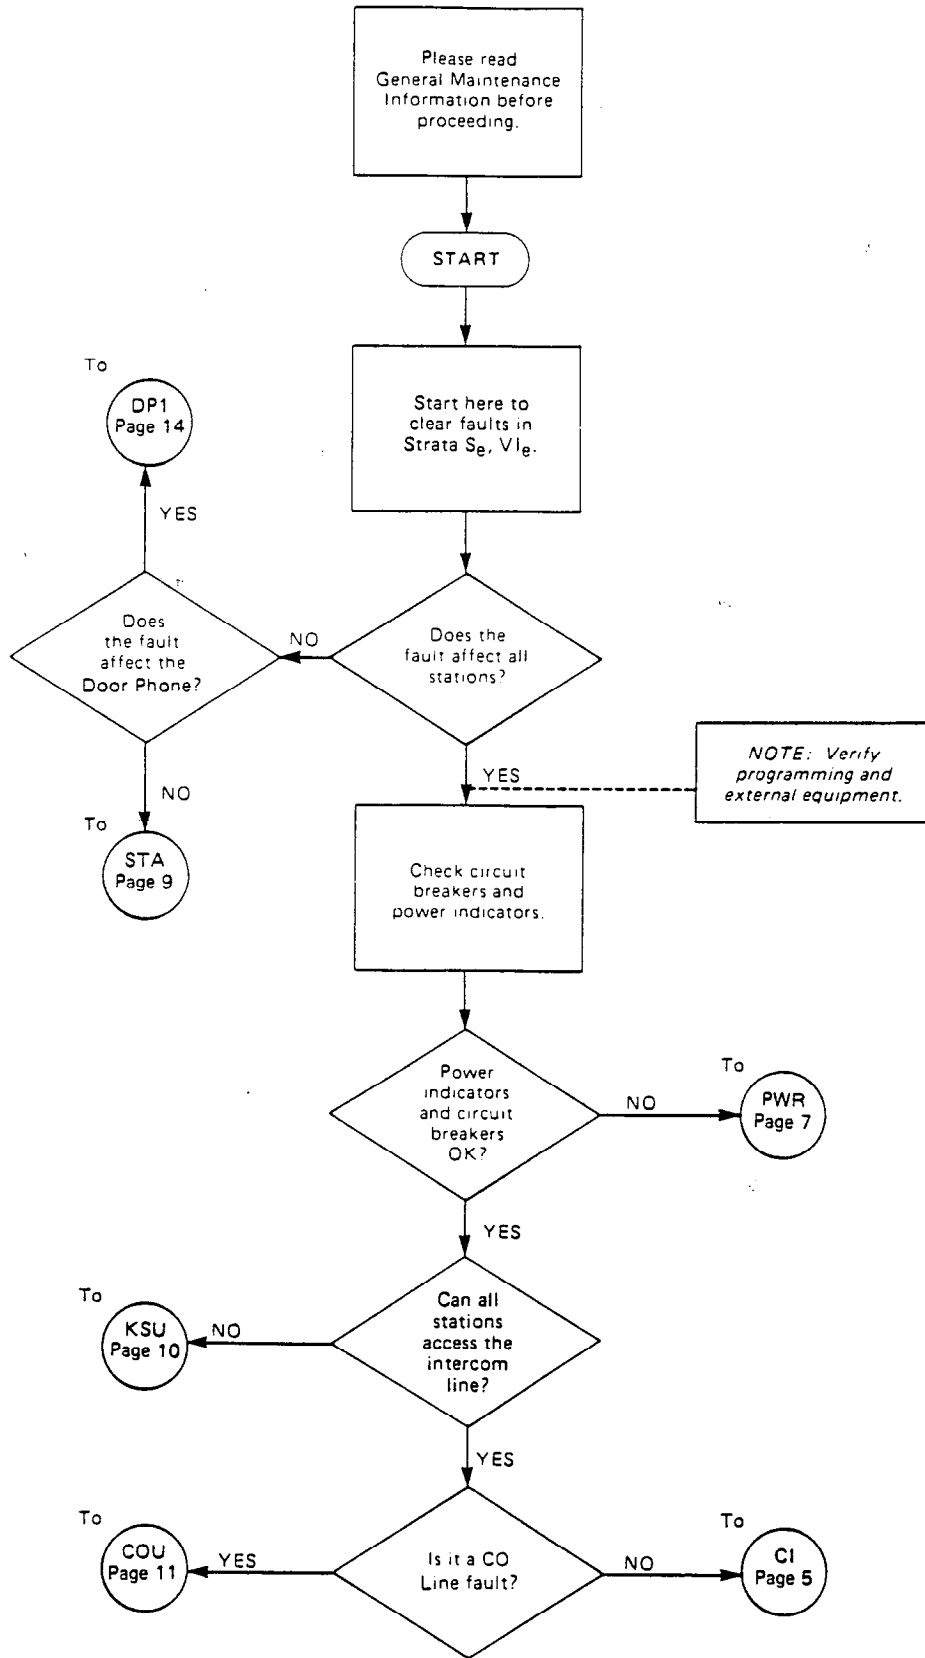 Please read
General Maintenance
Information before
proceeding.
START
Start here to
clear faults in
Strata Se, VIe.
To
DP1
Page 14
YES
Does
the fault
affect the
Door Phone?
NO
Does the
fault affect all
stations?
NO
To
STA
Page 9
YES
NOTE: Verify
programming and
external equipment.
Check circuit
breakers and
power indicators.
Power
indicators
and circuit
breakers
OK?
NO
To
PWR
Page 7
YES
To
KSU
Page 10
NO
Can all
stations
access the
intercom
line?
YES
To
COU
Page 11
YES
Is it a CO
Line fault?
NO
To
CI
Page 5